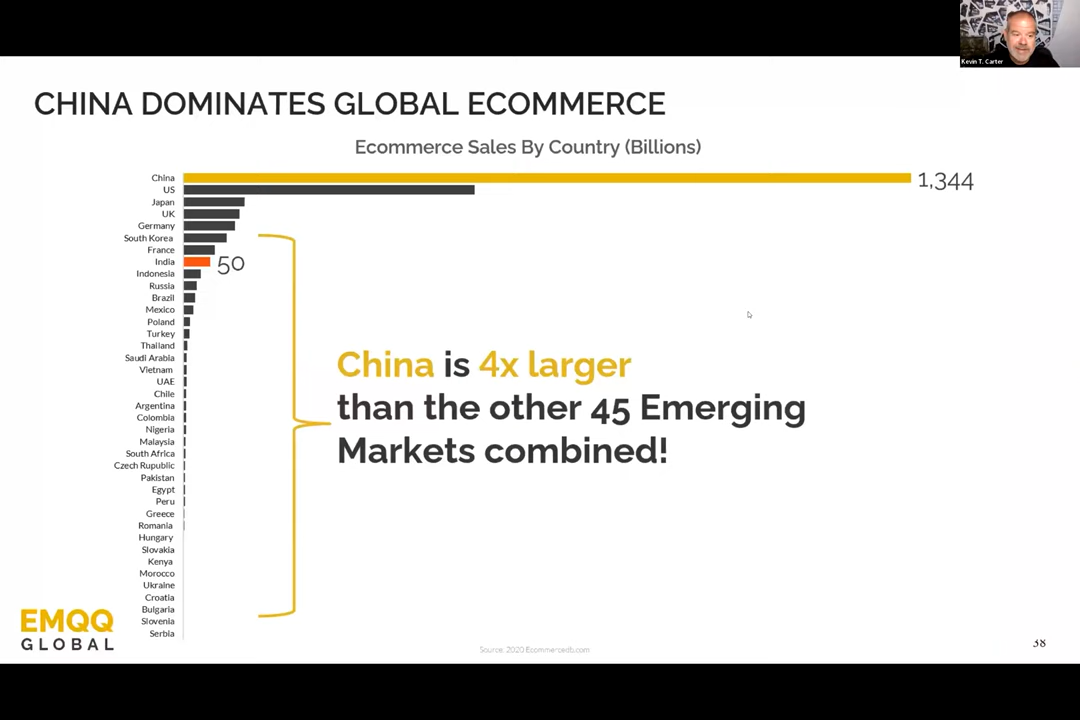 Kevin T. Carter
CHINA DOMINATES GLOBAL ECOMMERCE
Ecommerce Sales By Country (Billions)
China
1,344
US
Japan
UK
Germany
South Korea
France
India
50
Indonesia
Russia
Brazil
Mexico
Poland
Turkey
Thailand
Saudi Arabia
Vietnam
UAE
Chile
Argentina
Colombia
Nigeria
Malaysia
South Africa
Czech Rupublic
Pakistan
Egypt
Peru
Greece
Romania
Hungary
Slovakia
Kenya
Morocco
Ukraine
Croatia
Bulgaria
Slovenia
Serbia
China is 4x larger
than the other 45 Emerging
Markets combined!
EMQQ
GLOBAL
Source: 2020 Ecommercedb.com
38